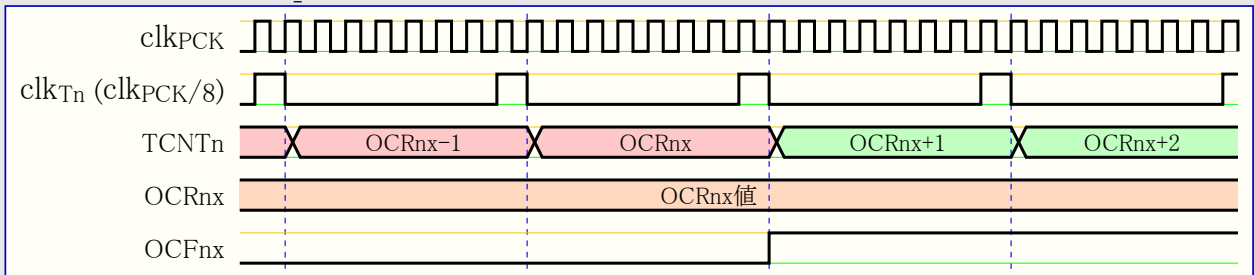 clkPCK
clkTn (clkPCK/8)
TCNTn OCRnx-1 OCRnx OCRnx+1 OCRnx+2
OCRnx OCRnx値
OCFnx